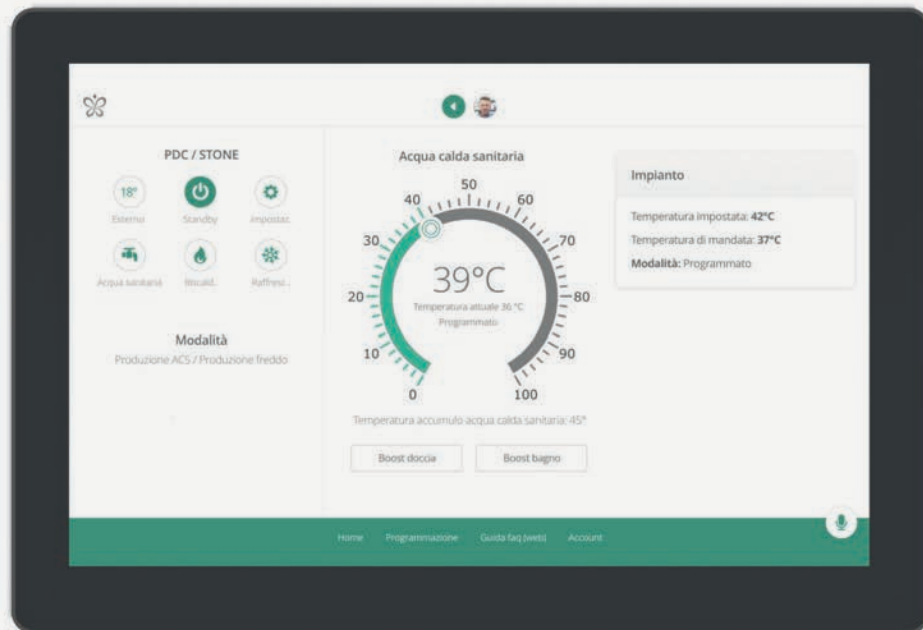 PDC / STONE
18°
Esterno
Standby
Impostaz.
Acqua sanitaria
Riscald..
Raffresc..
Modalità
Produzione ACS / Produzione freddo
Acqua calda sanitaria
0
10
20
30
40
50
60
70
80
90
100
39°C
Temperatura attuale 36 °C
Programmato
Temperatura accumulo acqua calda sanitaria: 45°
Boost doccia
Boost bagno
Impianto
Temperatura impostata: 42°C
Temperatura di mandata: 37°C
Modalità: Programmato
Home
Programmazione
Guida faq (web)
Account